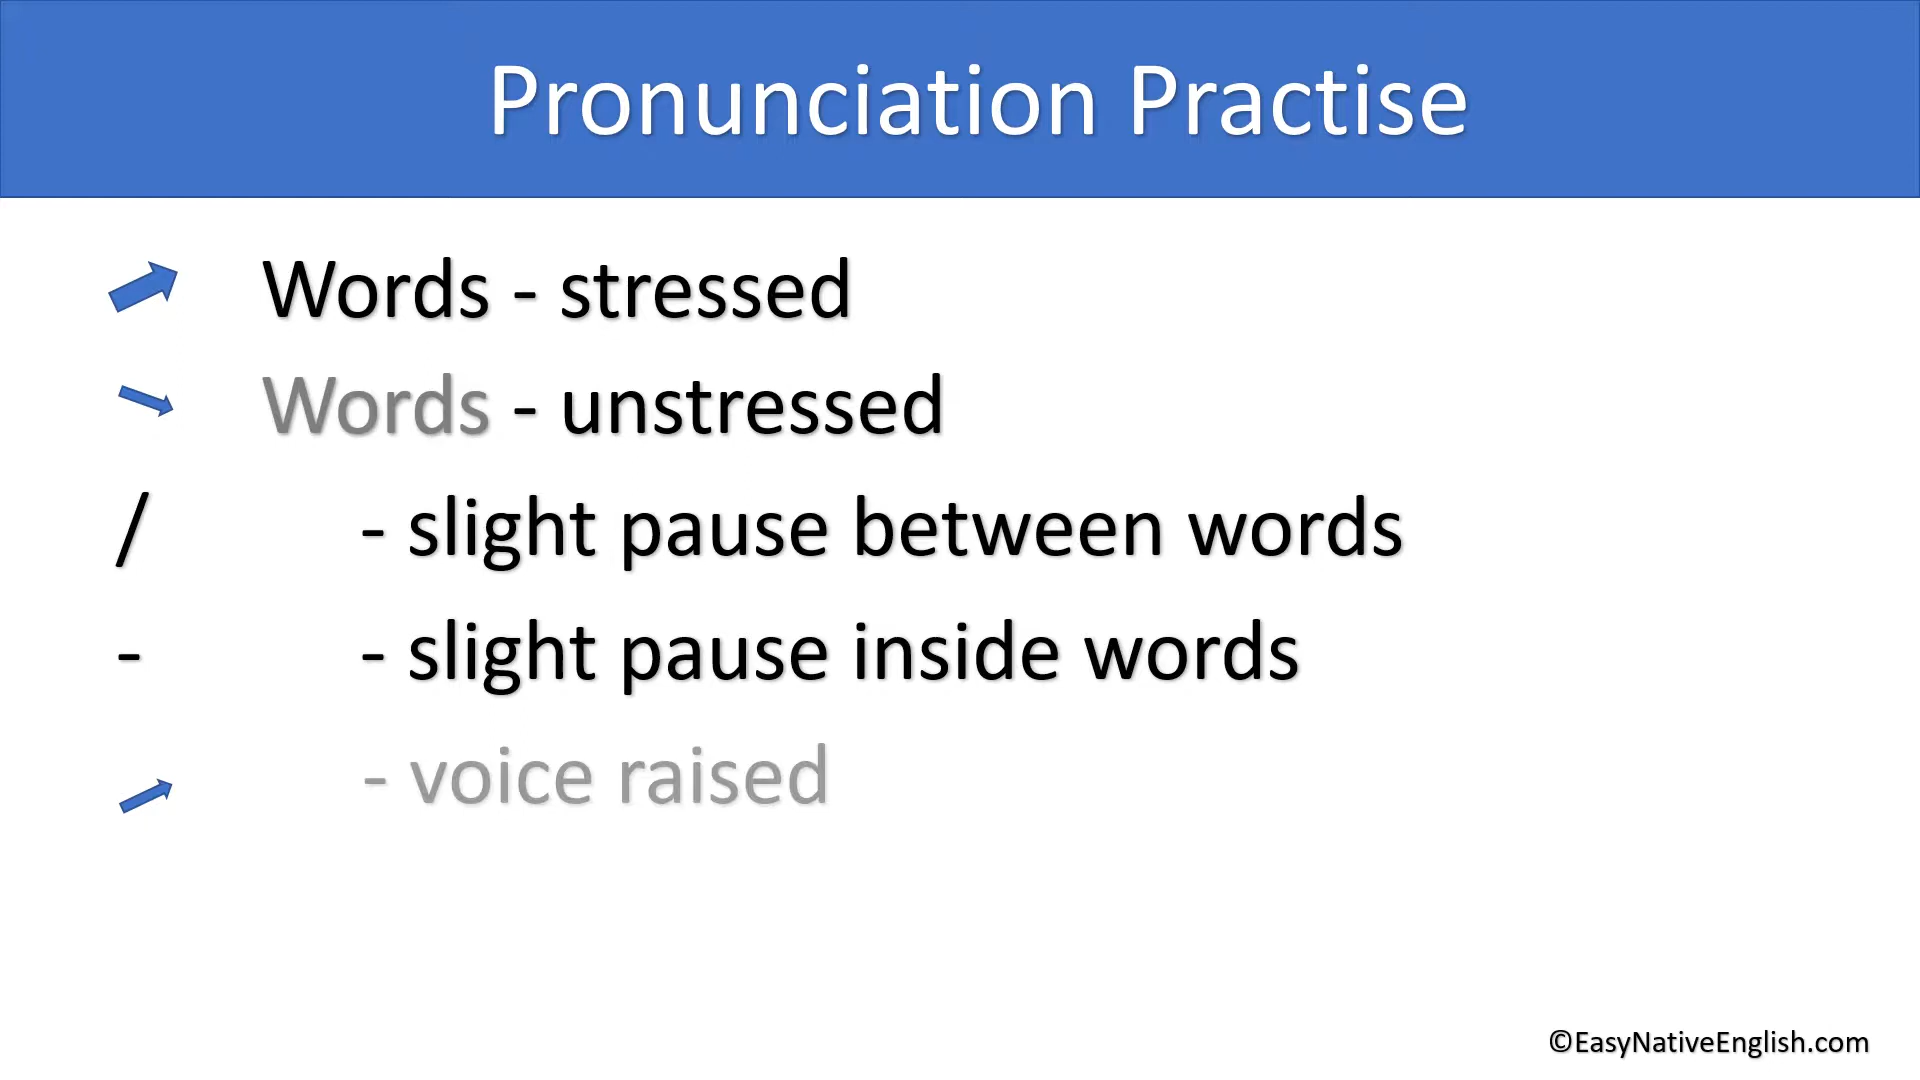 Pronunciation Practise
Words - stressed
Words - unstressed
/ - slight pause between words
- - slight pause inside words
- voice raised
©EasyNativeEnglish.com